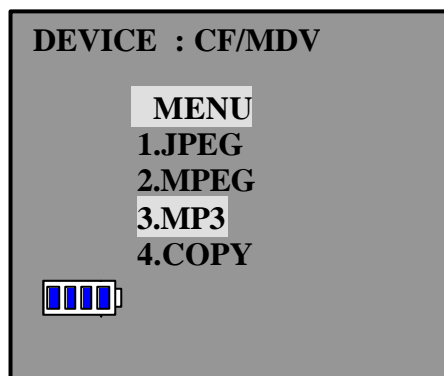 DEVICE : CF/MDV
MENU
1.JPEG
2.MPEG
3.MP3
4.COPY